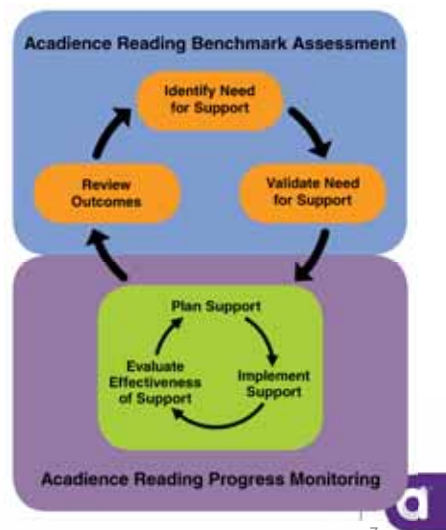 Acadience Reading Benchmark Assessment
Identify Need
for Support
Review
Outcomes
Validate Need
for Support
Plan Support
Evaluate
Effectiveness
of Support
Implement
Support
Acadience Reading Progress Monitoring
a